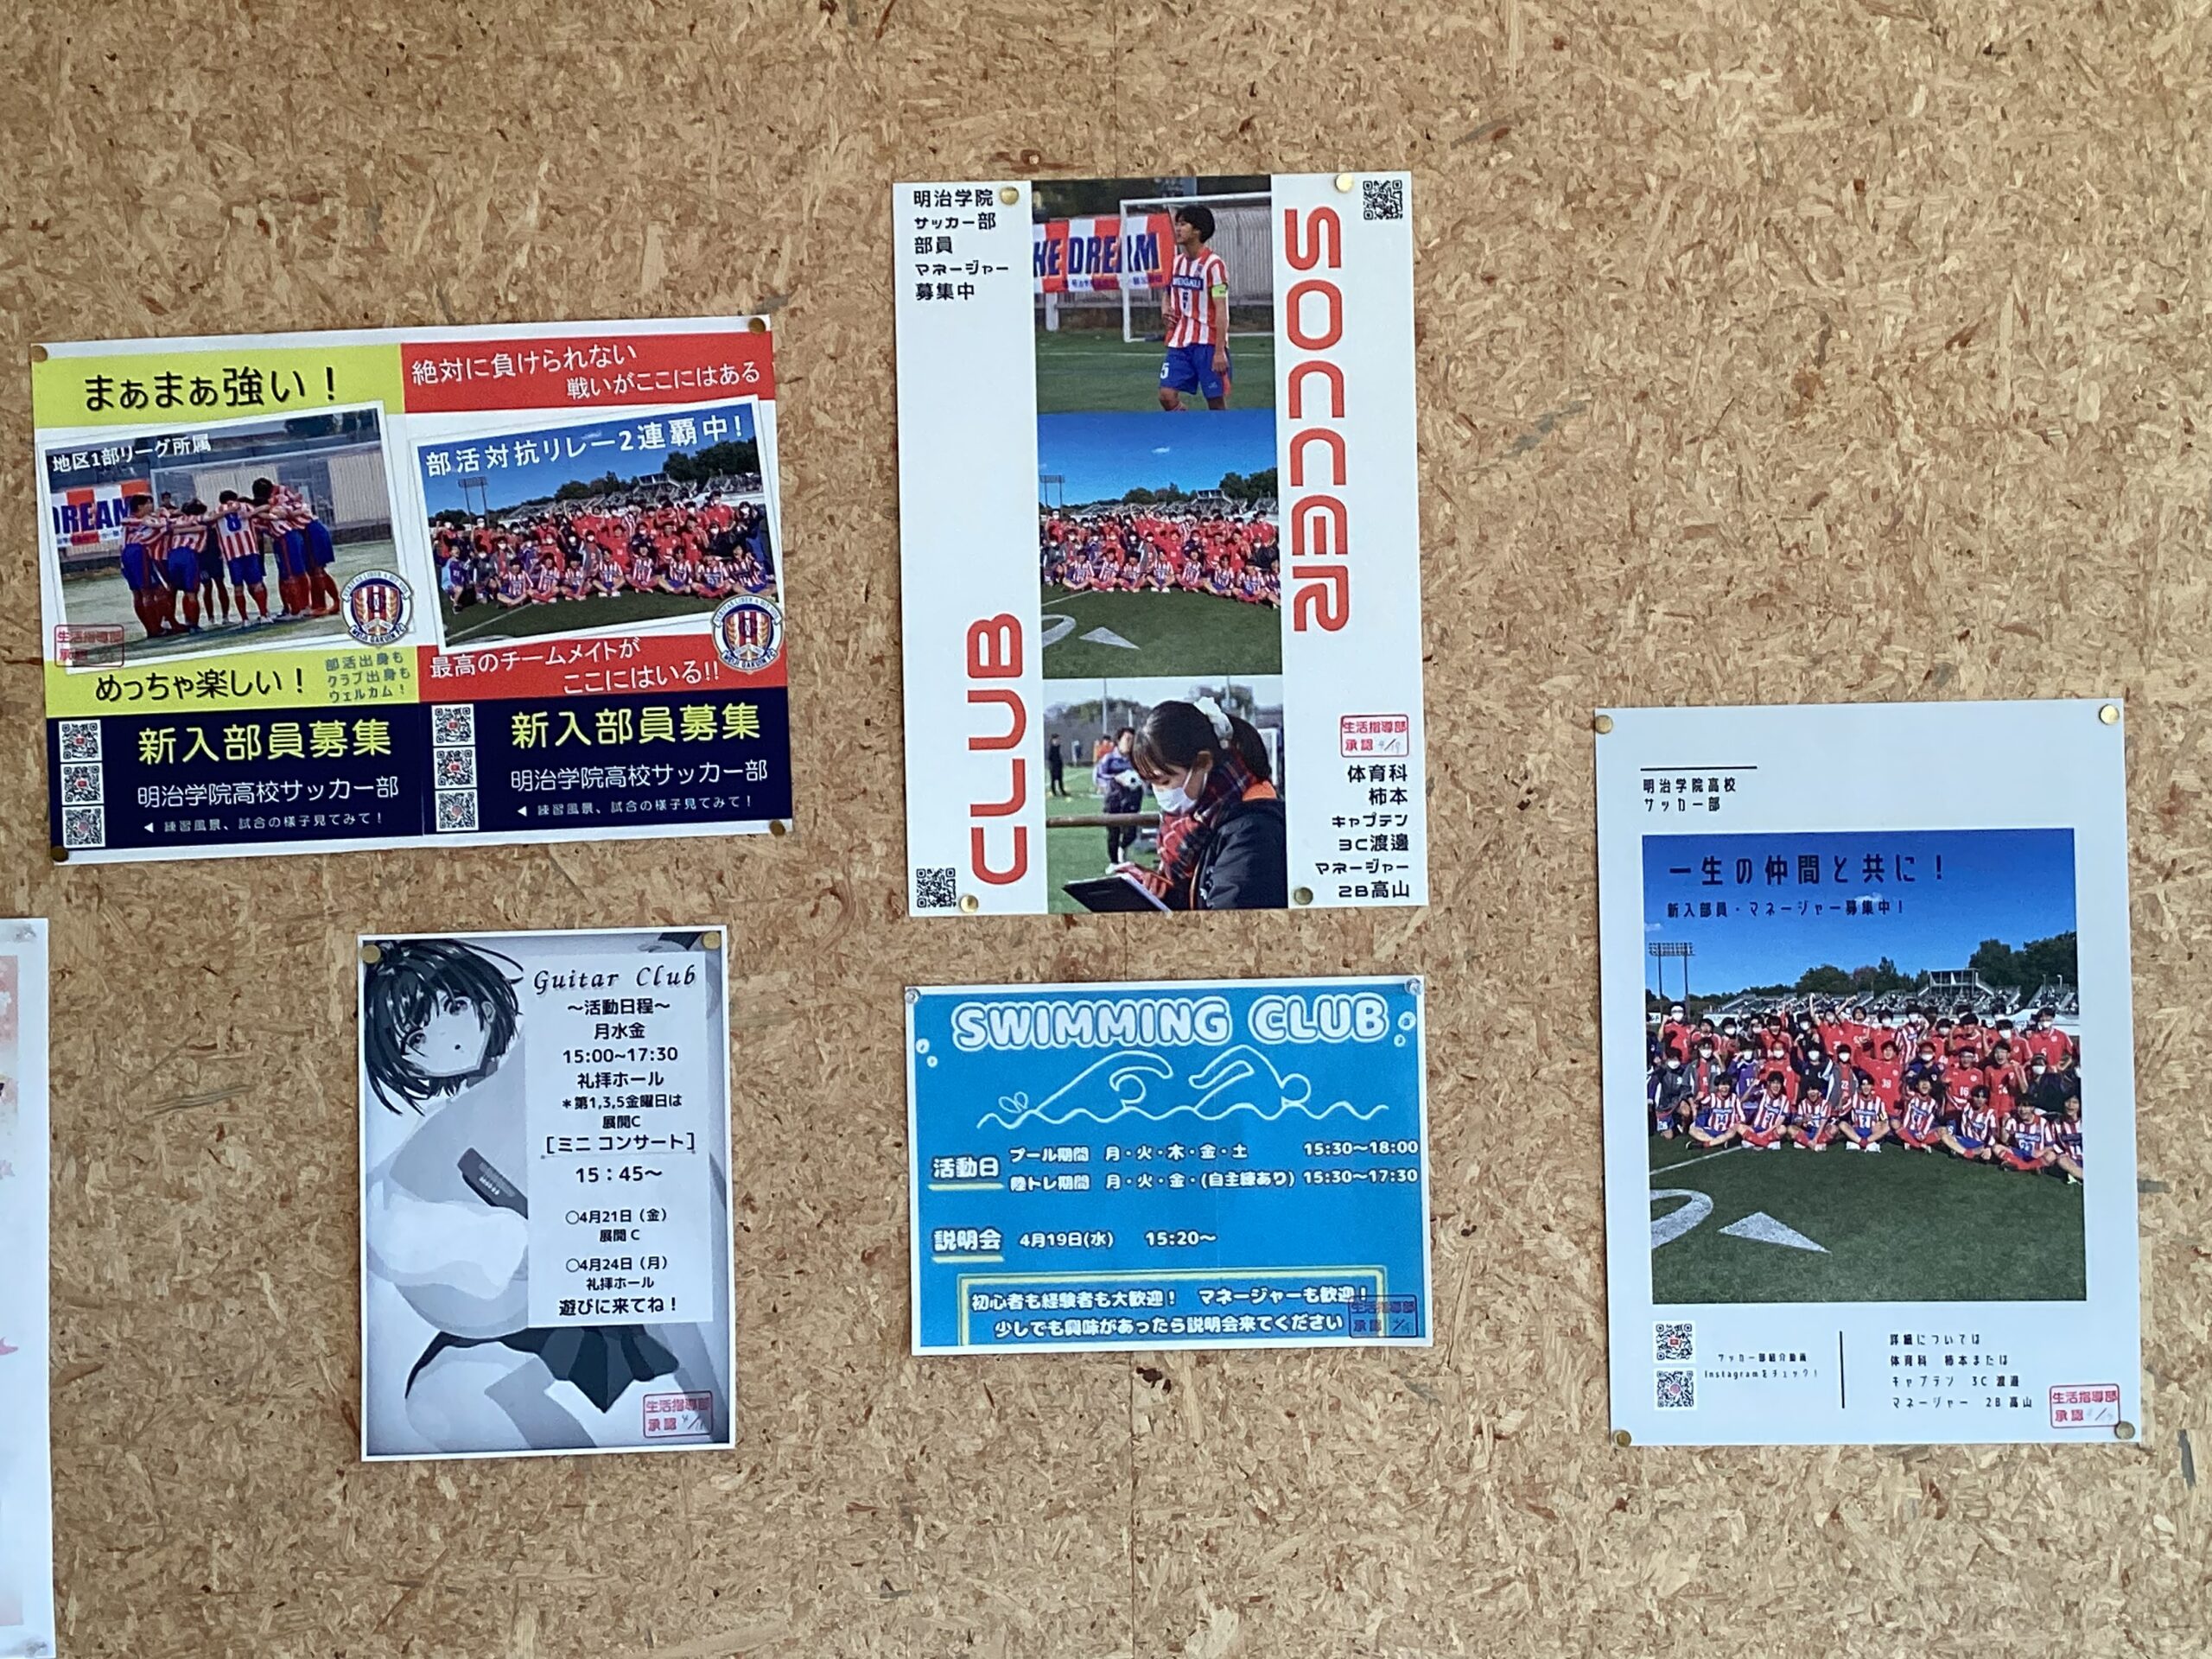 まぁまぁ強い！
地区1部リーグ所属
DREAM
生活指導部
承認
めっちゃ楽しい！
部活出身も
クラブ出身も
ウェルカム！
新入部員募集
明治学院高校サッカー部
◀ 練習風景、試合の様子見てみて！
絶対に負けられない
戦いがここにはある
部活対抗リレー2連覇中！
MEIJI GAKUIN FC
最高のチームメイトが
ここにはいる!!
新入部員募集
明治学院高校サッカー部
◀ 練習風景、試合の様子見てみて！
明治学院
サッカー部
部員
マネージャー
募集中
HE DREAM
5
SOCCER
CLUB
生活指導部
承認 4/19
体育科
柿本
キャプテン
3C渡邊
マネージャー
2B高山
Guitar Club
〜活動日程〜
月水金
15:00~17:30
礼拝ホール
＊第1,3,5金曜日は
展開C
[ミニ コンサート]
15：45〜
○4月21日（金）
展開 C
○4月24日（月）
礼拝ホール
遊びに来てね！
生活指導部
承認
SWIMMING CLUB
活動日
プール期間 月・火・木・金・土 15:30〜18:00
陸トレ期間 月・火・金・(自主練あり) 15:30〜17:30
説明会 4月19日(水) 15:20〜
初心者も経験者も大歓迎！ マネージャーも歓迎！
少しでも興味があったら説明会来てください
生活指導部
承認
明治学院高校
サッカー部
一生の仲間と共に！
新入部員・マネージャー募集中！
サッカー部紹介動画
Instagramをチェック！
詳細については
体育科 柿本または
キャプテン 3C 渡邊
マネージャー 2B 高山
生活指導部
承認